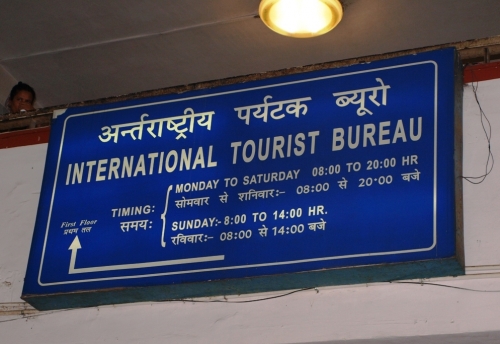 अर्न्तराष्ट्रीय पर्यटक ब्यूरो
INTERNATIONAL TOURIST BUREAU
MONDAY TO SATURDAY 08:00 TO 20:00 HR
सोमवार से शनिवार:- 08:00 से 20:00 बजे
TIMING:
समय:
SUNDAY:- 8:00 TO 14:00 HR.
रविवार:- 08:00 से 14:00 बजे
First Floor
प्रथम तल